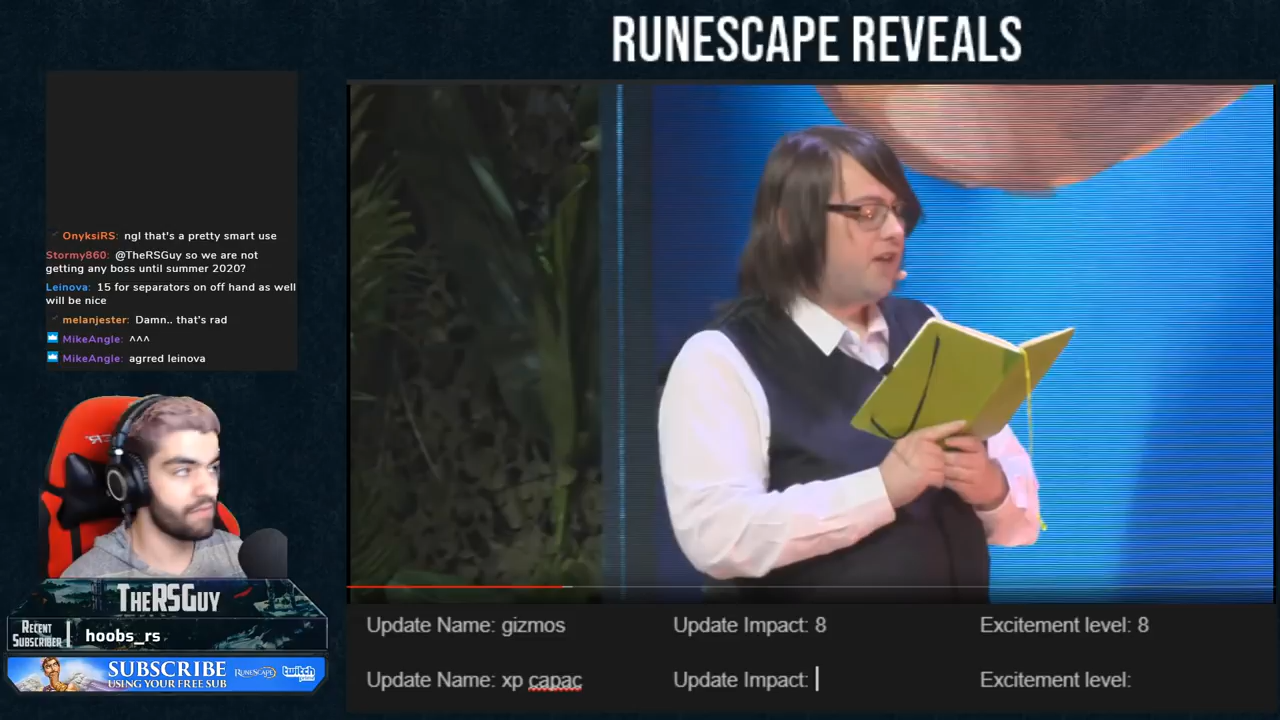 RUNESCAPE REVEALS
OnyksiRS: ngl that's a pretty smart use
Stormy860: @TheRSGuy so we are not
getting any boss until summer 2020?
Leinova: 15 for separators on off hand as well
will be nice
melanjester: Damn.. that's rad
MikeAngle: ^^^
MikeAngle: agrred leinova
THERSGUY
RECENT
SUBSCRIBER
hoobs_rs
SUBSCRIBE
USING YOUR FREE SUB
RUNESCAPE
twitch
prime
Update Name: gizmos
Update Impact: 8
Excitement level: 8
Update Name: xp capac
Update Impact:
Excitement level: